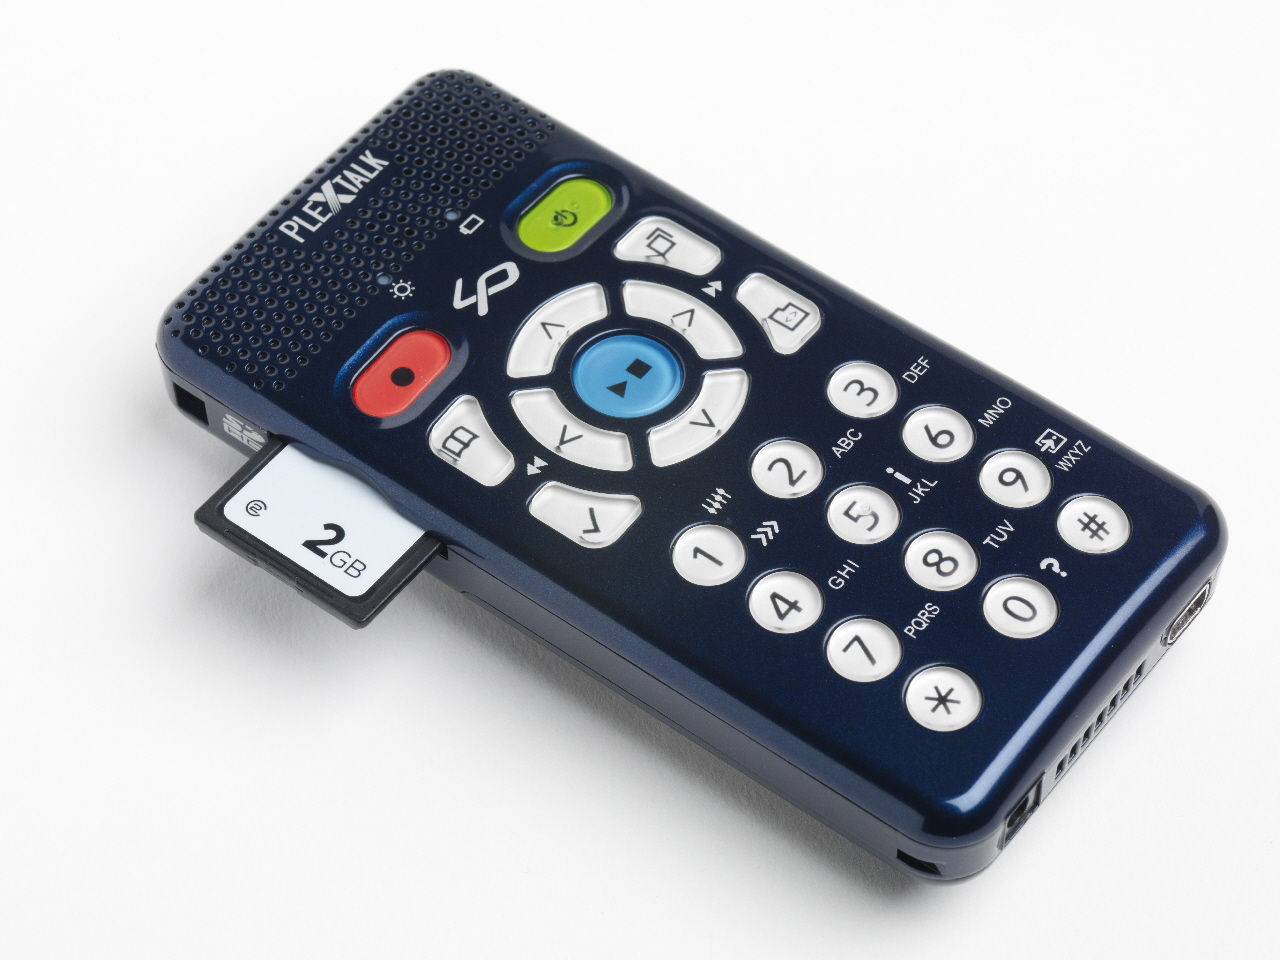 PLEXTALK
2GB
1
2
ABC
3
DEF
4
GHI
5
JKL
6
MNO
7
PQRS
8
TUV
9
WXYZ
*
0
?
#